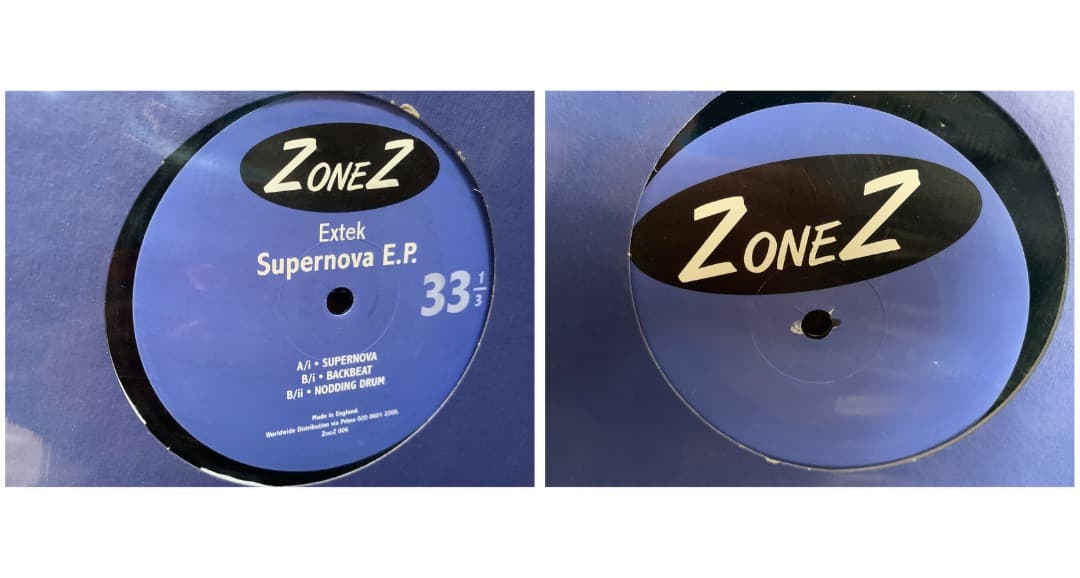 ZONEZ
Extek
Supernova E.P.
33 1/3
A/i • SUPERNOVA
B/i • BACKBEAT
B/ii • NODDING DRUM
Made in England.
Worldwide Distribution via Prime 020 8601 2200.
ZoneZ 006
ZONEZ